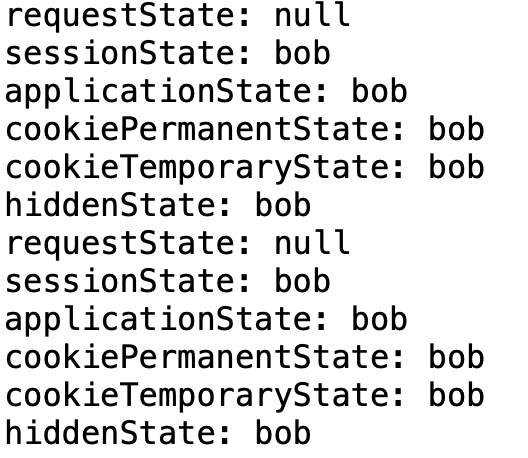 requestState: null
sessionState: bob
applicationState: bob
cookiePermanentState: bob
cookieTemporaryState: bob
hiddenState: bob
requestState: null
sessionState: bob
applicationState: bob
cookiePermanentState: bob
cookieTemporaryState: bob
hiddenState: bob